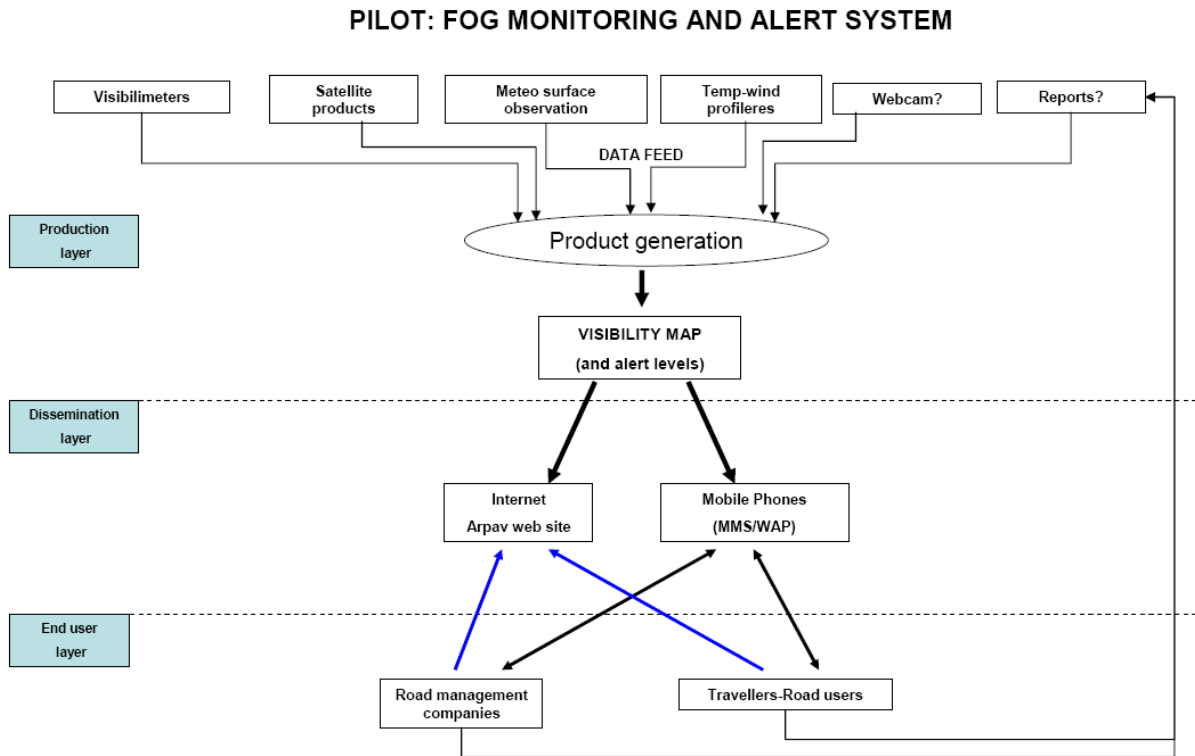 PILOT: FOG MONITORING AND ALERT SYSTEM
Visibilimeters
Satellite
products
Meteo surface
observation
Temp-wind
profileres
Webcam?
Reports?
DATA FEED
Production
layer
Product generation
VISIBILITY MAP
(and alert levels)
Dissemination
layer
Internet
Arpav web site
Mobile Phones
(MMS/WAP)
End user
layer
Road management
companies
Travellers-Road users